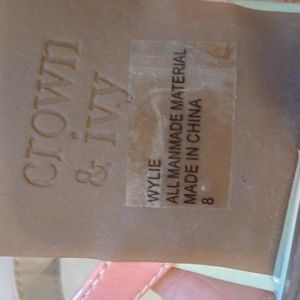 crown
& ivy
WYLIE
ALL MANMADE MATERIAL
MADE IN CHINA
8